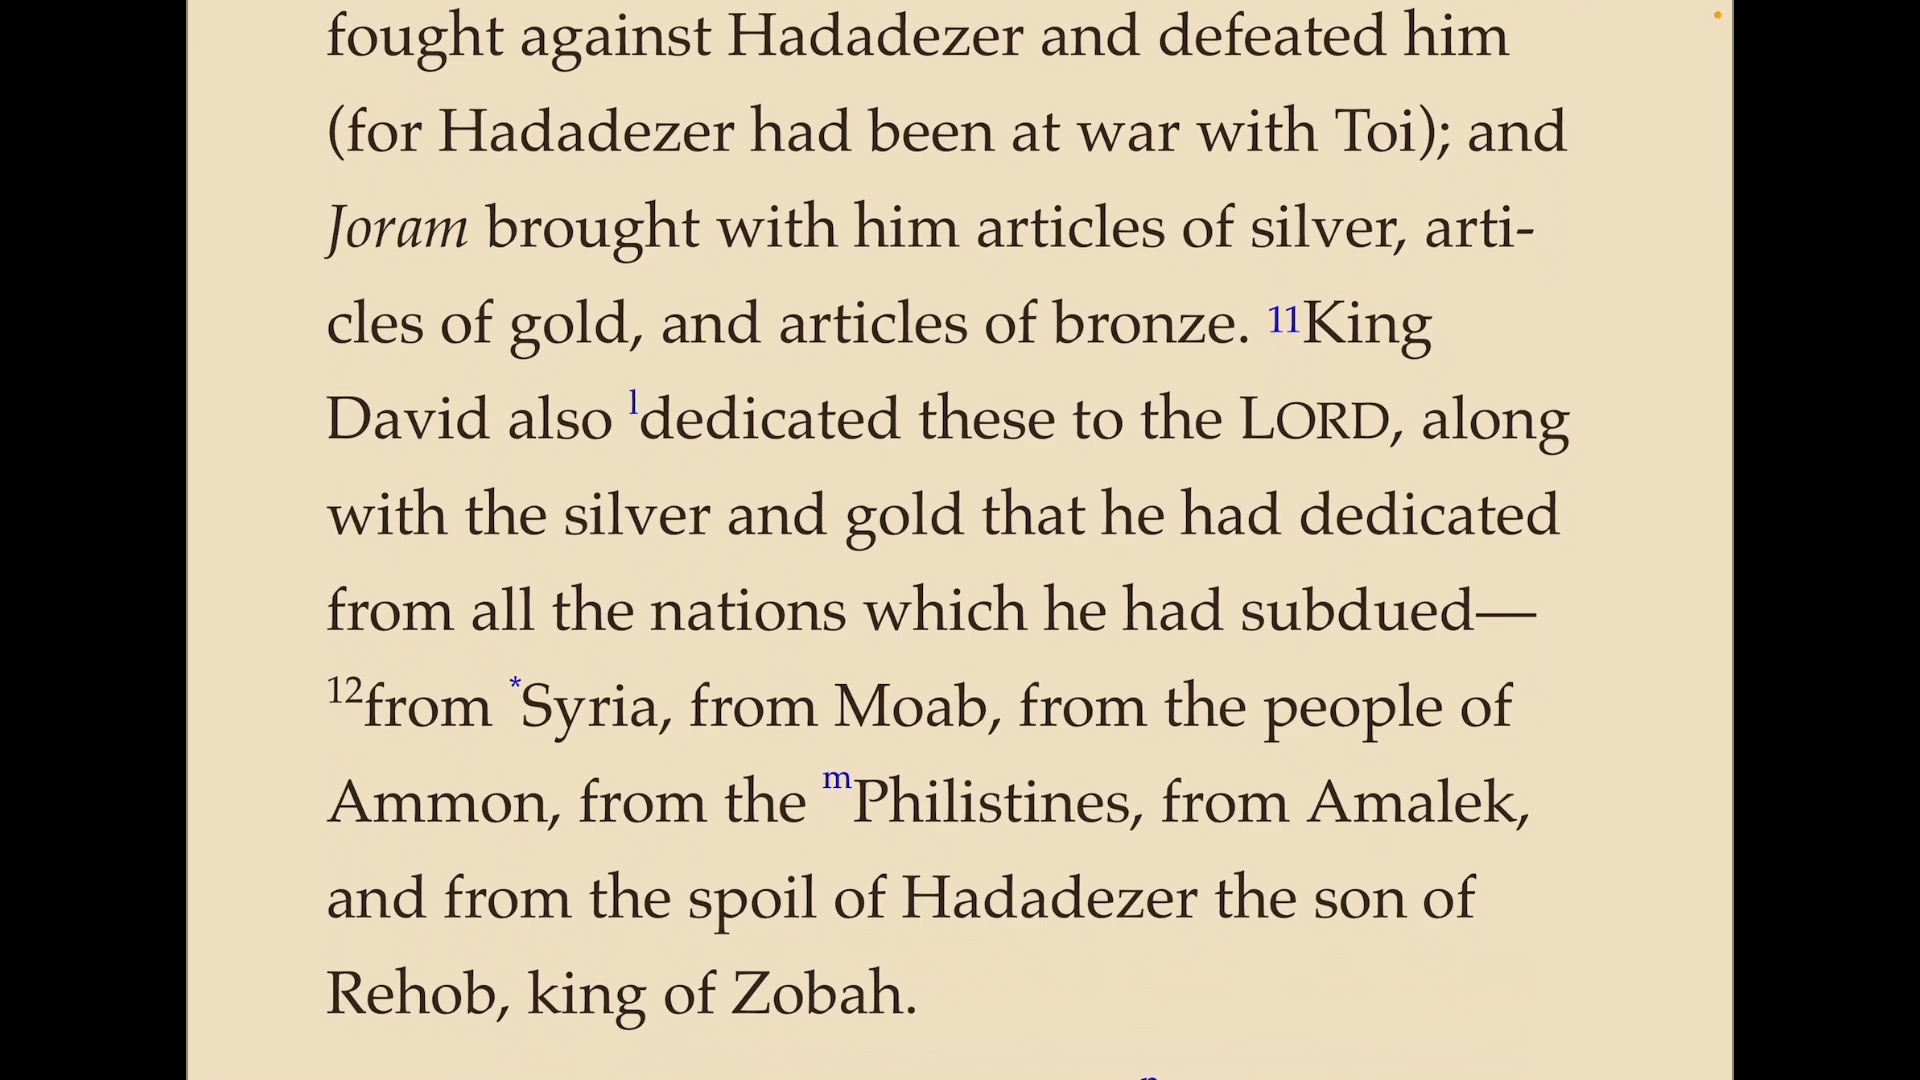 fought against Hadadezer and defeated him
(for Hadadezer had been at war with Toi); and
Joram brought with him articles of silver, arti-
cles of gold, and articles of bronze. 11King
David also ldedicated these to the LORD, along
with the silver and gold that he had dedicated
from all the nations which he had subdued—
12from *Syria, from Moab, from the people of
Ammon, from the mPhilistines, from Amalek,
and from the spoil of Hadadezer the son of
Rehob, king of Zobah.